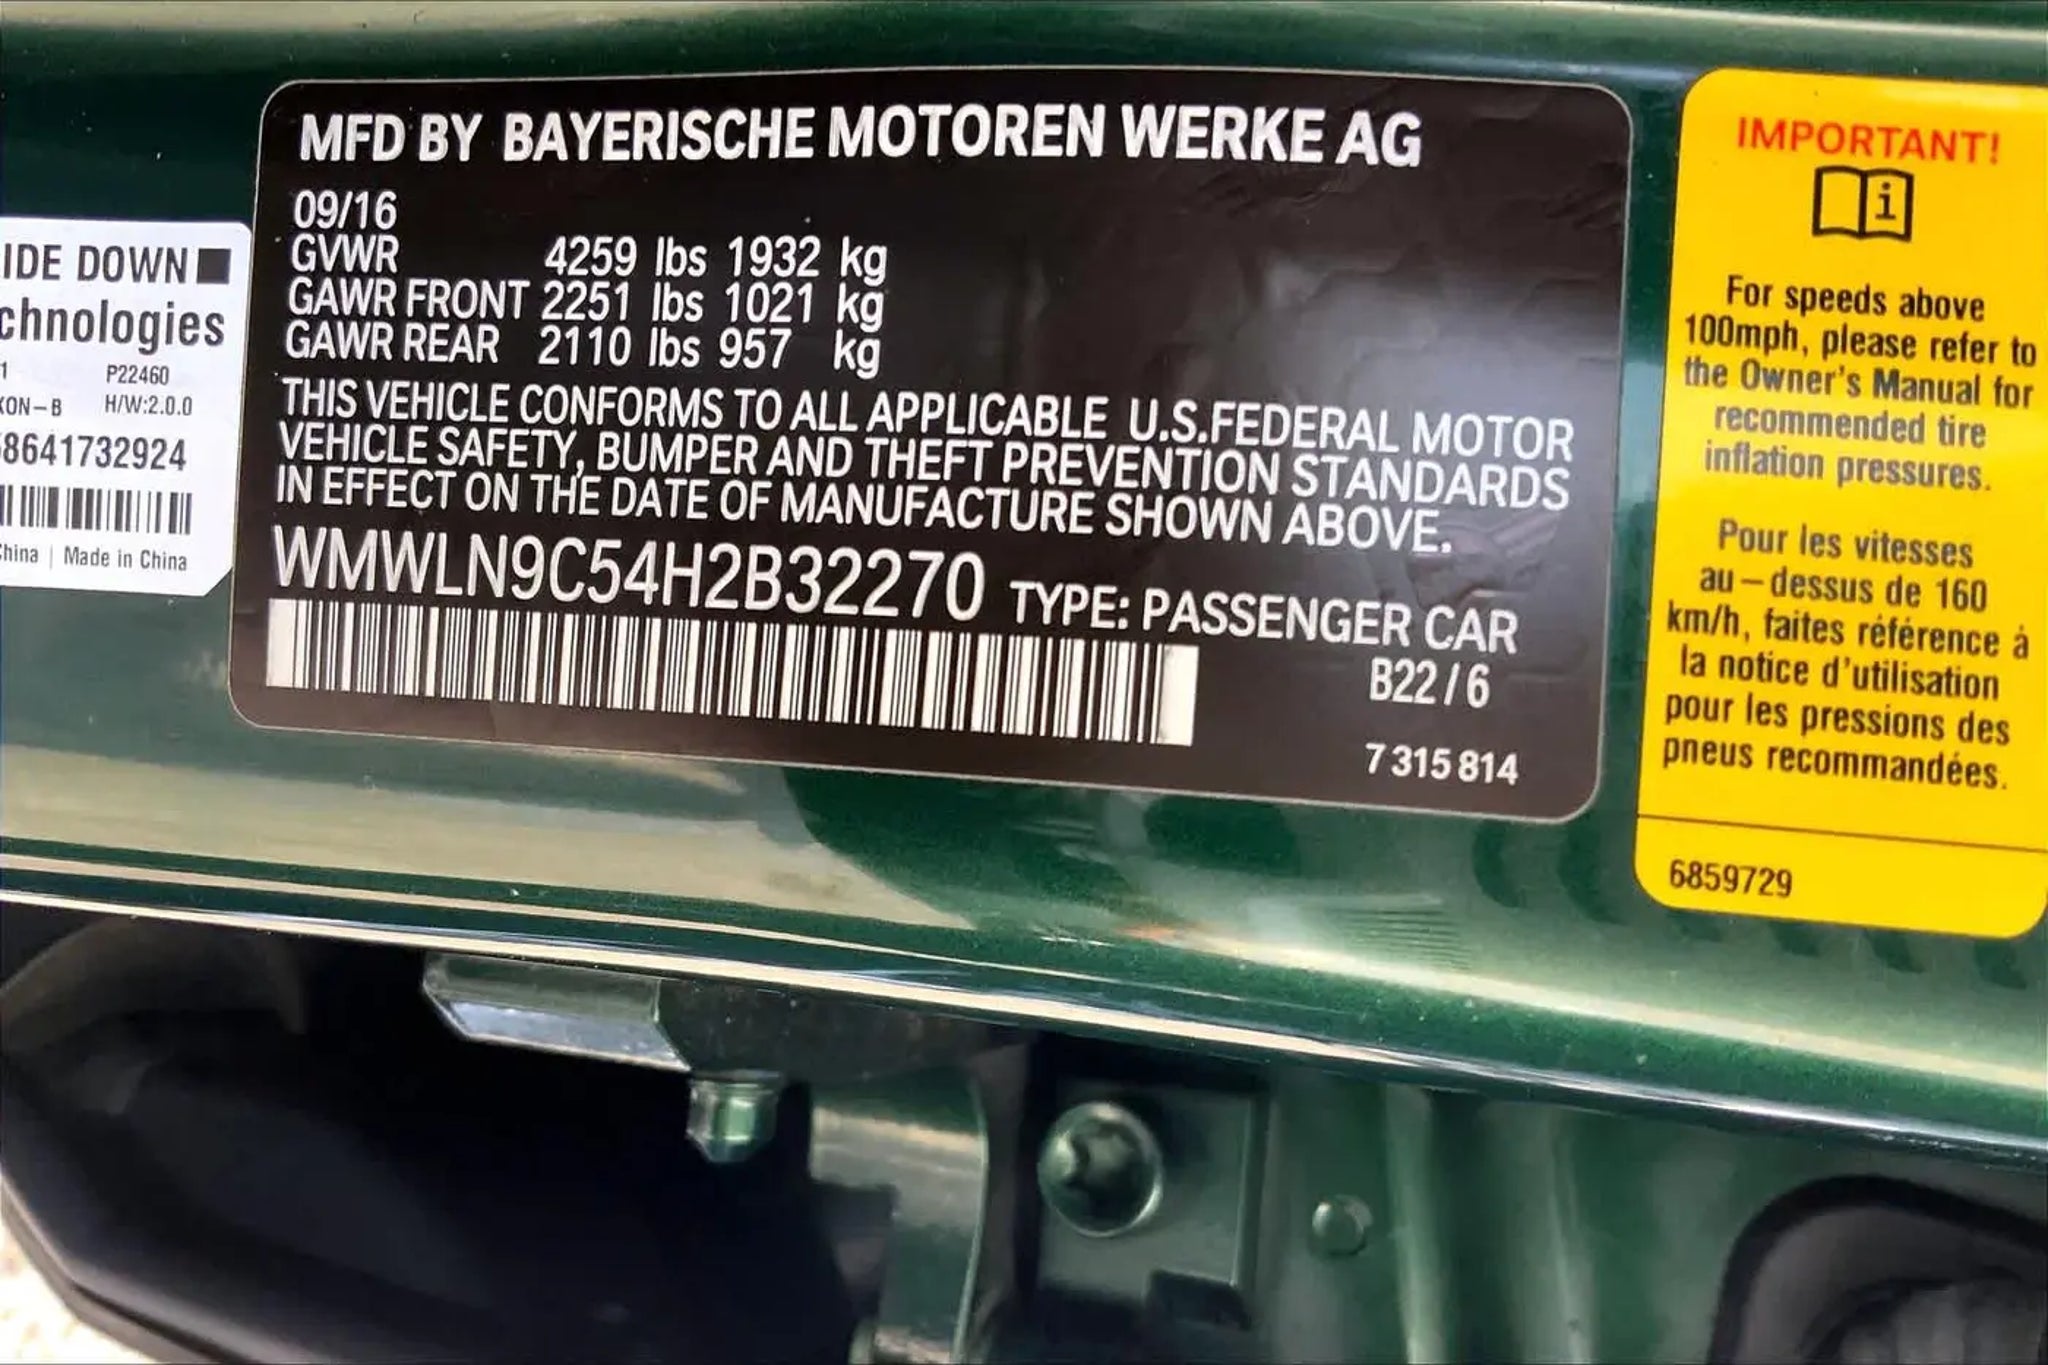 MFD BY BAYERISCHE MOTOREN WERKE AG
09/16
GVWR 4259 lbs 1932 kg
GAWR FRONT 2251 lbs 1021 kg
GAWR REAR 2110 lbs 957 kg
THIS VEHICLE CONFORMS TO ALL APPLICABLE U.S.FEDERAL MOTOR
VEHICLE SAFETY, BUMPER AND THEFT PREVENTION STANDARDS
IN EFFECT ON THE DATE OF MANUFACTURE SHOWN ABOVE.
WMWLN9C54H2B32270 TYPE: PASSENGER CAR
B22/6
7 315 814
IDE DOWN
chnologies
1 P22460
KON-B H/W:2.0.0
8641732924
China | Made in China
IMPORTANT!
i
For speeds above
100mph, please refer to
the Owner's Manual for
recommended tire
inflation pressures.
Pour les vitesses
au-dessus de 160
km/h, faites référence à
la notice d'utilisation
pour les pressions des
pneus recommandées.
6859729